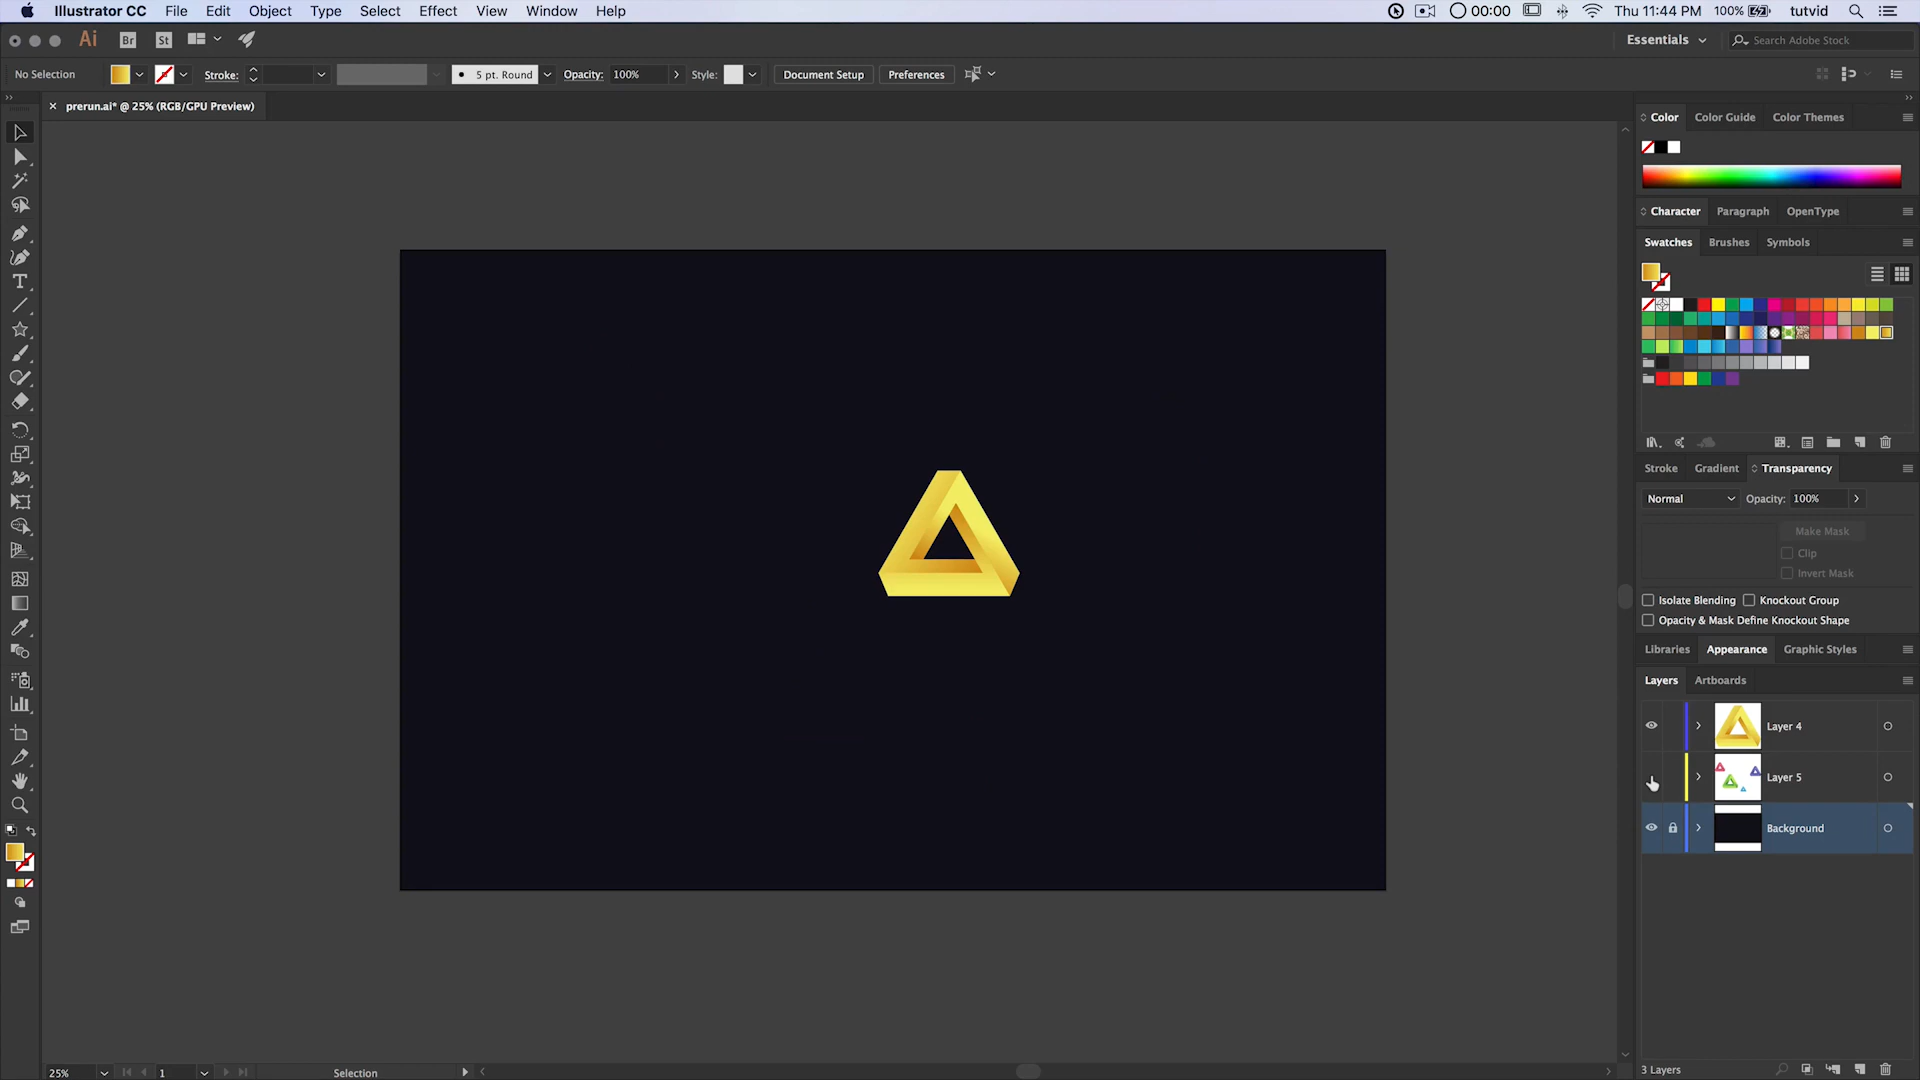 Illustrator CC File Edit Object Type Select Effect View Window Help 00:00 Thu 11:44 PM 100% tutvid
Ai Br St Essentials Search Adobe Stock
No Selection Stroke: 5 pt. Round Opacity: 100% Style: Document Setup Preferences
× prerun.ai* @ 25% (RGB/GPU Preview)
Color Color Guide Color Themes
Character Paragraph OpenType
Swatches Brushes Symbols
Stroke Gradient Transparency
Normal Opacity: 100%
Make Mask
Clip
Invert Mask
Isolate Blending Knockout Group
Opacity & Mask Define Knockout Shape
Libraries Appearance Graphic Styles
Layers Artboards
Layer 4
Layer 5
Background
25% 1 Selection 3 Layers